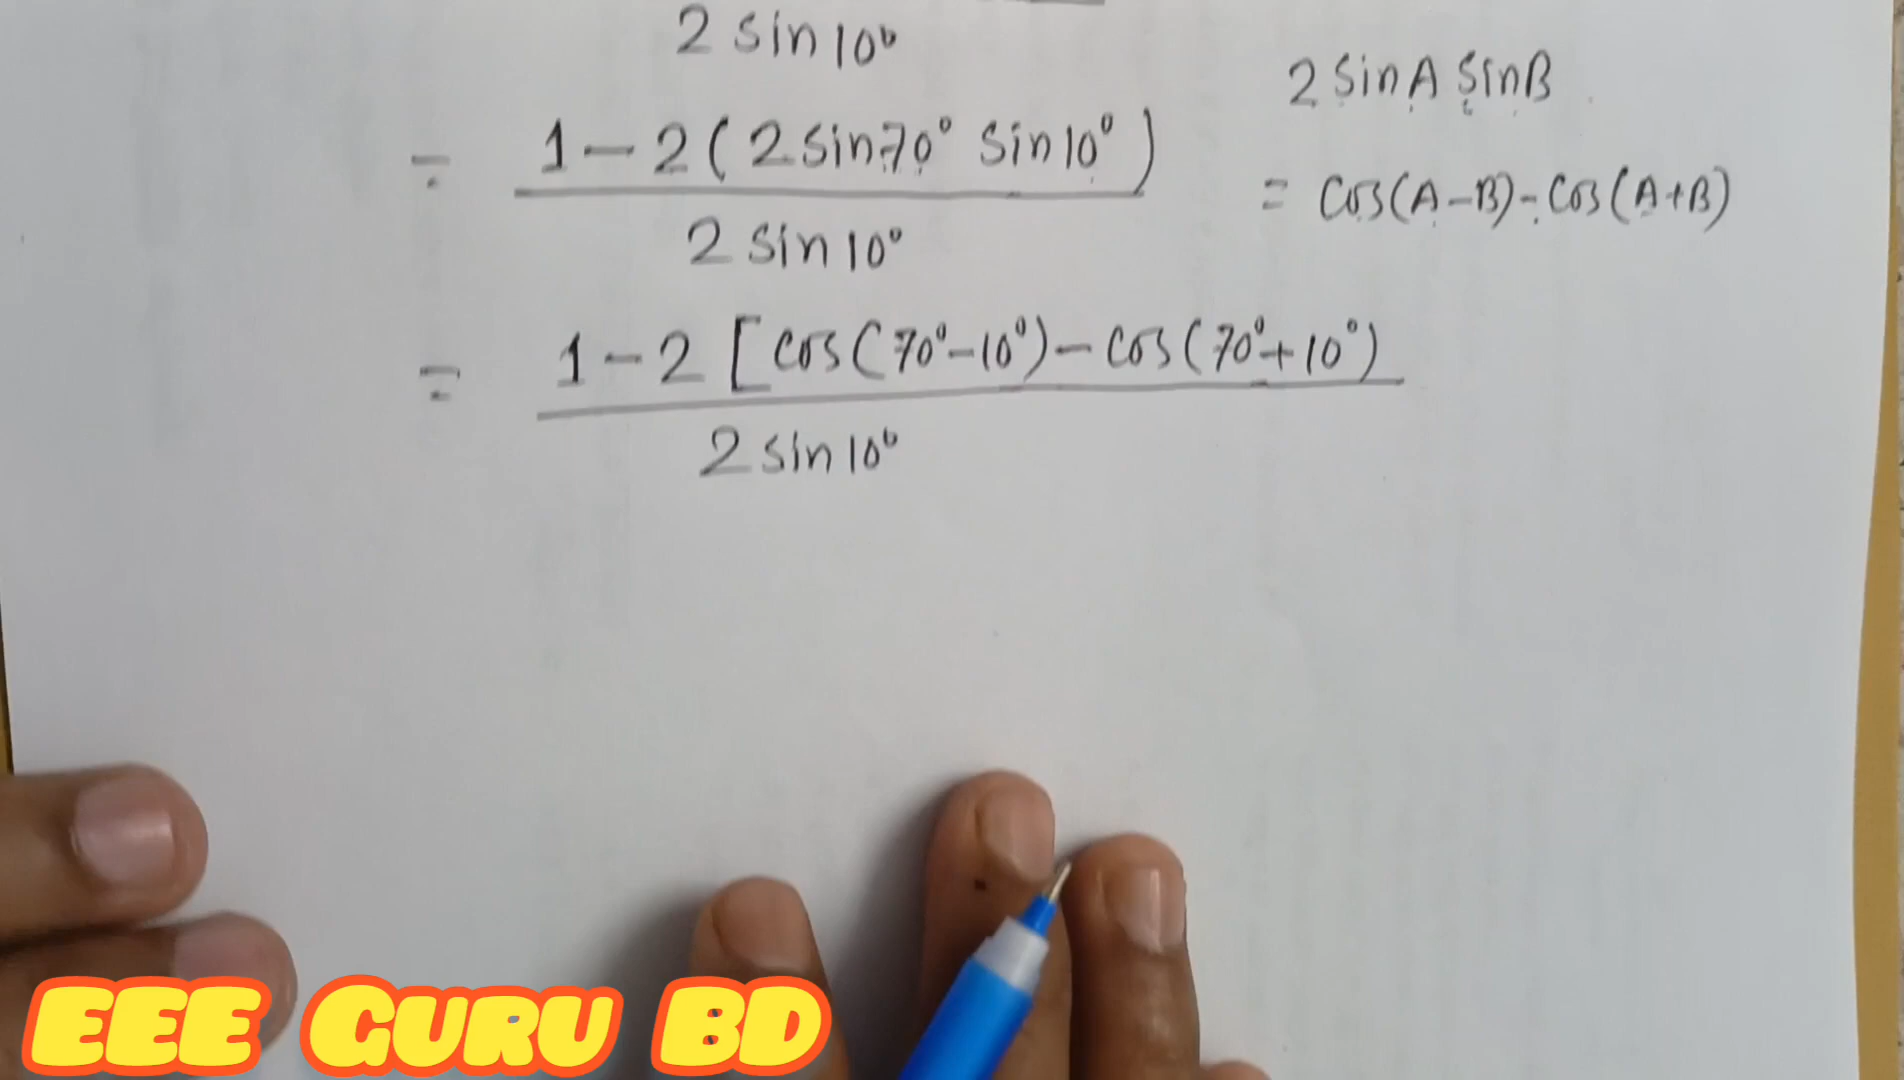 2 sin 10°
= 1 - 2 ( 2 sin 70° sin 10° )
2 sin 10°
2 sin A sin B
= cos(A-B) - cos(A+B)
= 1 - 2 [ cos(70°-10°) - cos(70°+10°)
2 sin 10°
EEE GURU BD